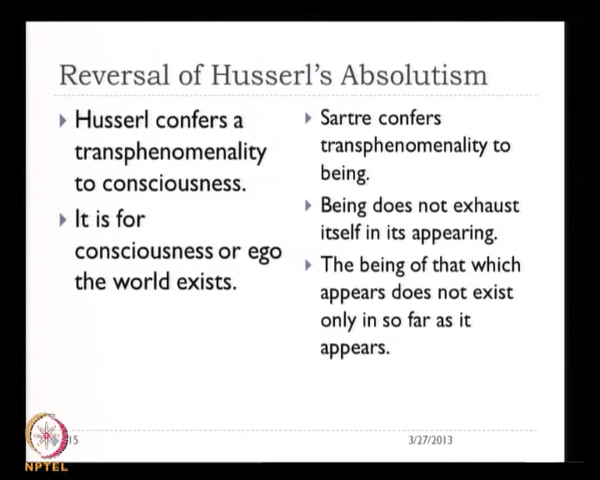 Reversal of Husserl's Absolutism
Husserl confers a
transphenomenality
to consciousness.
It is for
consciousness or ego
the world exists.
Sartre confers
transphenomenality to
being.
Being does not exhaust
itself in its appearing.
The being of that which
appears does not exist
only in so far as it
appears.
15
3/27/2013
NPTEL